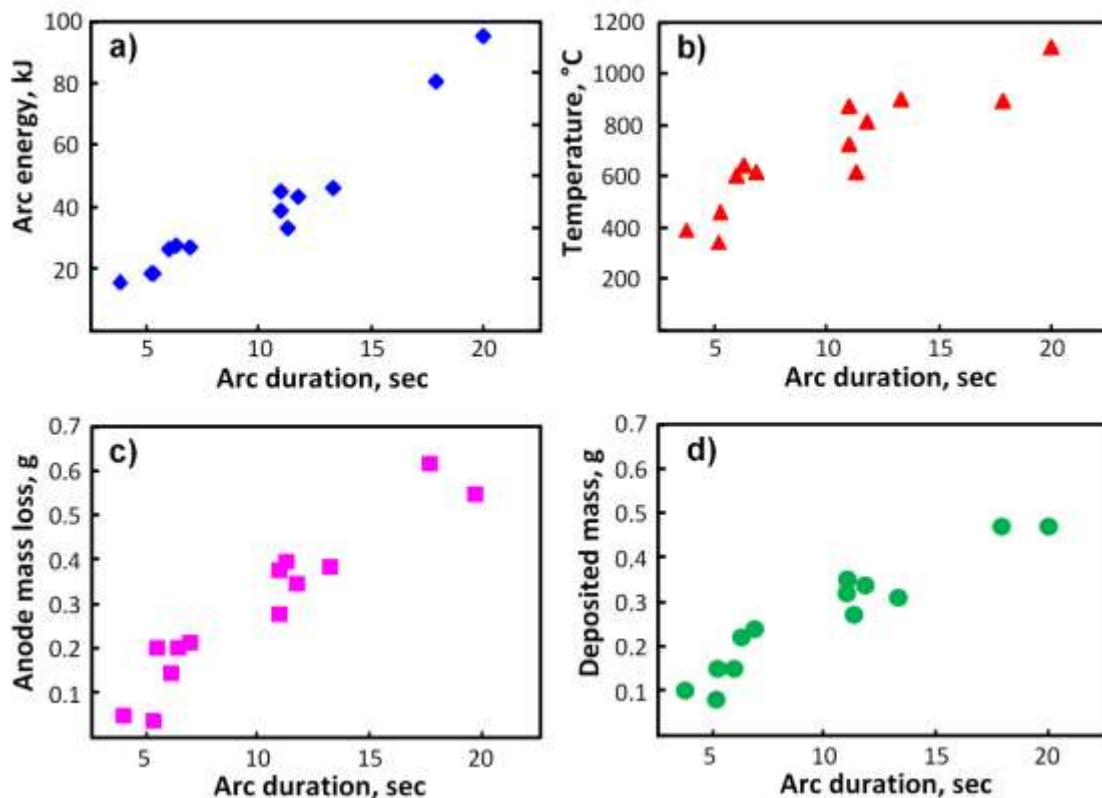 a)
Arc energy, kJ
100
80
60
40
20
5 10 15 20
Arc duration, sec
b)
Temperature, °C
1200
1000
800
600
400
200
5 10 15 20
Arc duration, sec
c)
Anode mass loss, g
0.7
0.6
0.5
0.4
0.3
0.2
0.1
5 10 15 20
Arc duration, sec
d)
Deposited mass, g
0.7
0.6
0.5
0.4
0.3
0.2
0.1
5 10 15 20
Arc duration, sec